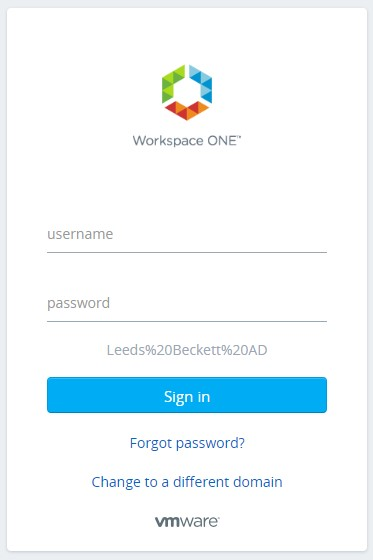 Workspace ONE™
username
password
Leeds%20Beckett%20AD
Sign in
Forgot password?
Change to a different domain
vmware®